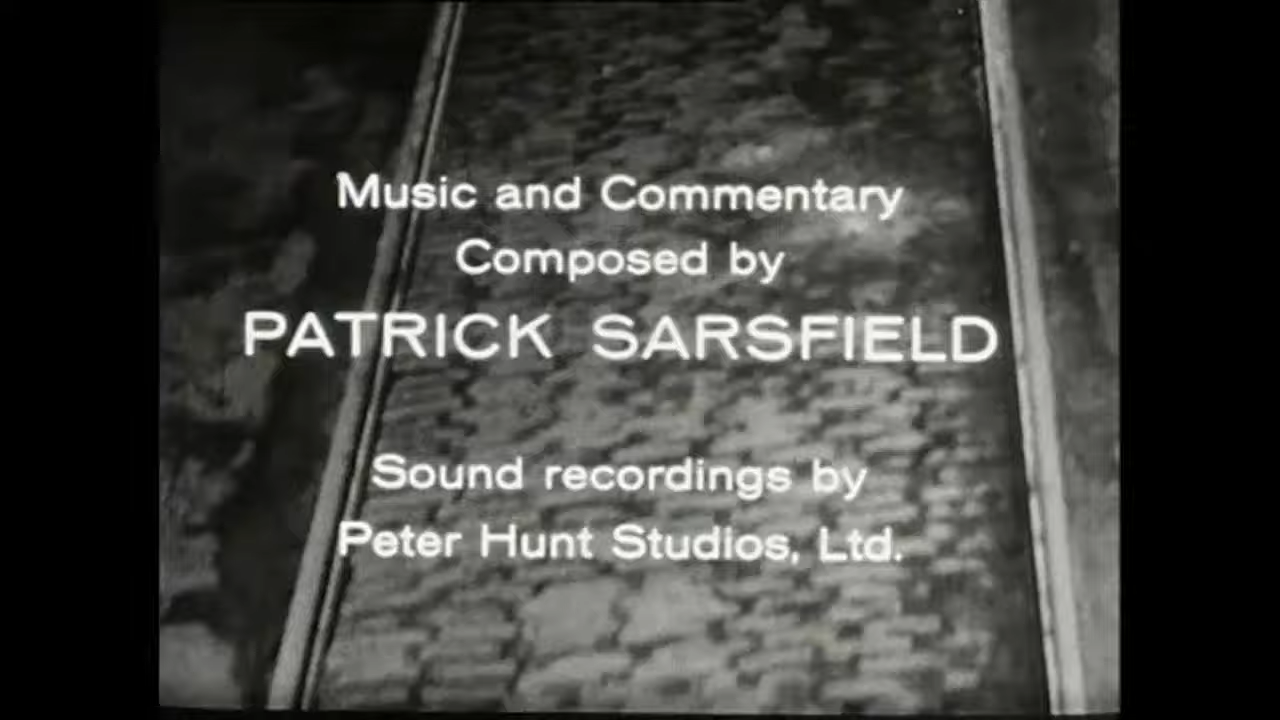 Music and Commentary
Composed by
PATRICK SARSFIELD
Sound recordings by
Peter Hunt Studios, Ltd.